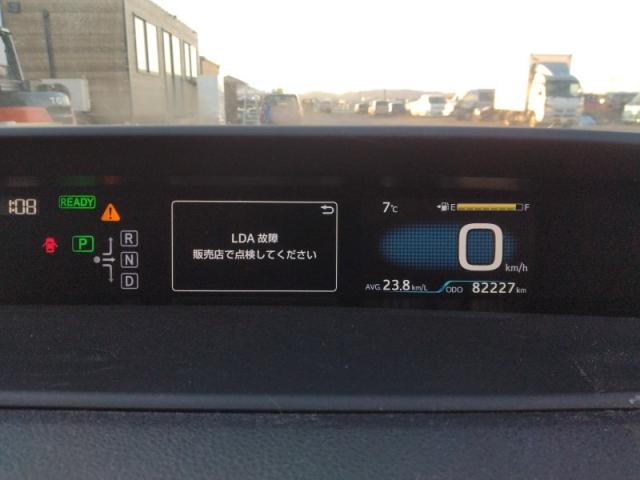 1:08
READY
P
R
N
D
LDA 故障
販売店で点検してください
7℃
E F
0
km/h
AVG. 23.8 km/L
ODO 82227 km